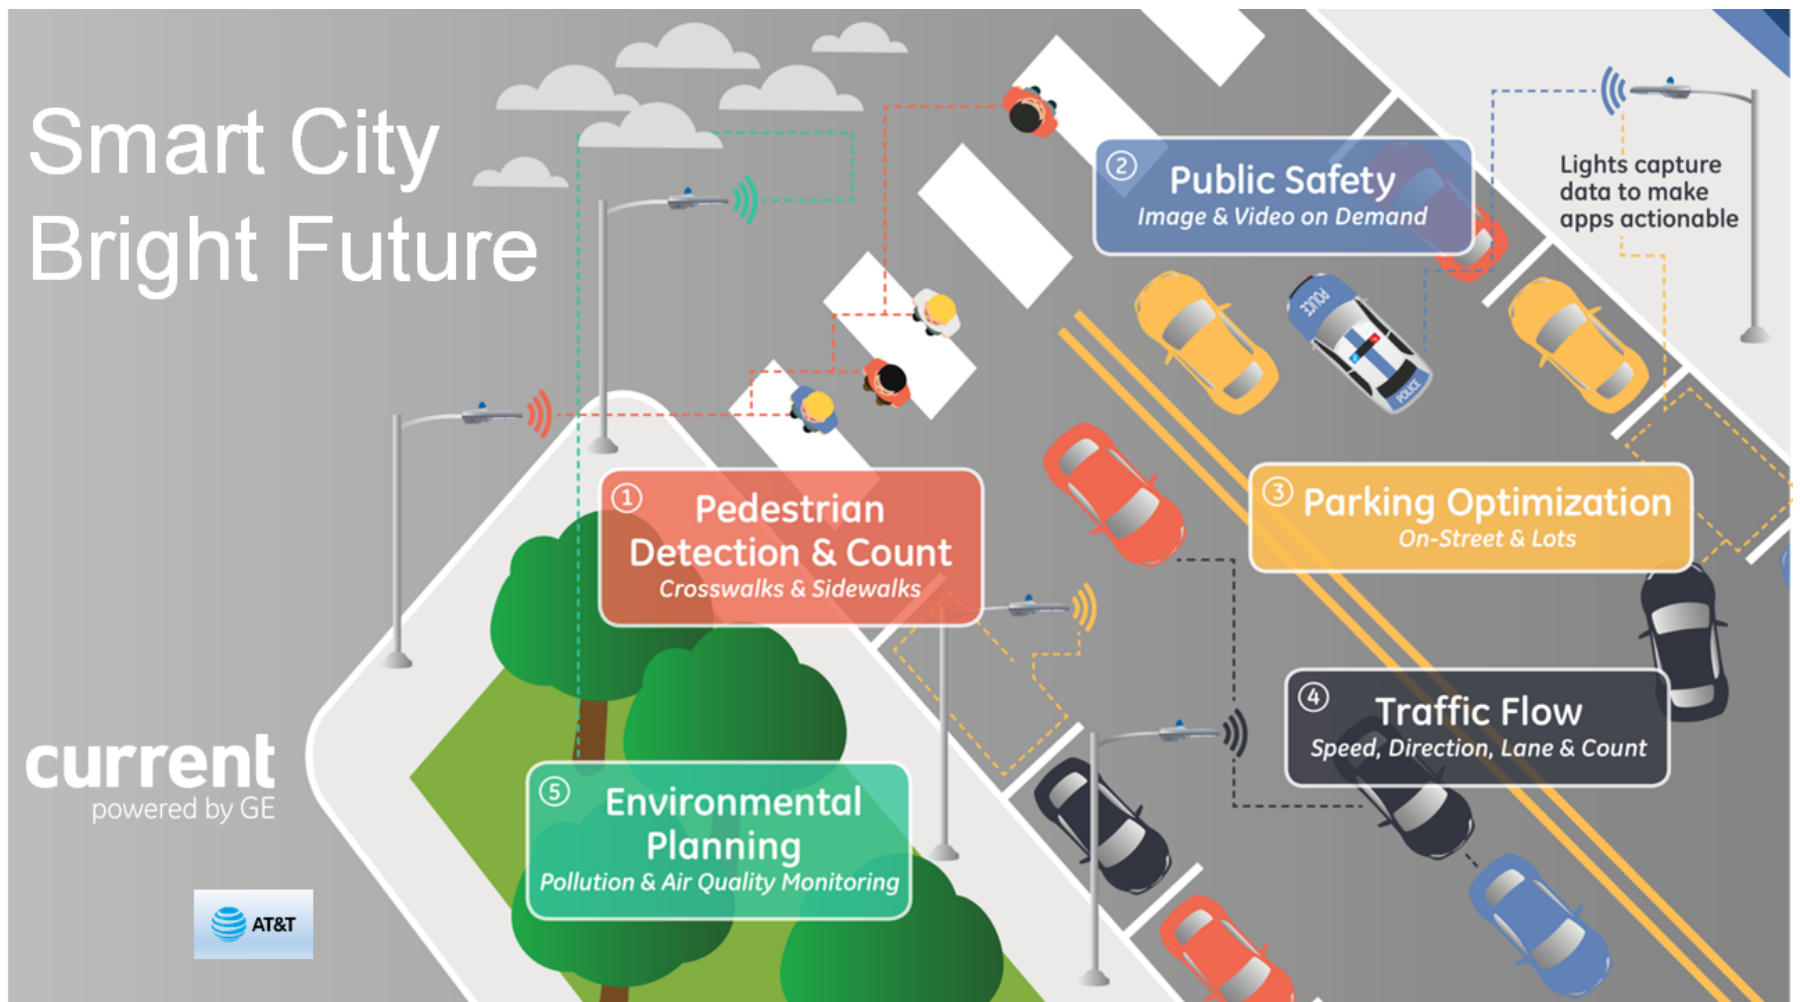 Smart City
Bright Future
② Public Safety
Image & Video on Demand
Lights capture
data to make
apps actionable
POLICE
POLICE
① Pedestrian
Detection & Count
Crosswalks & Sidewalks
③ Parking Optimization
On-Street & Lots
④ Traffic Flow
Speed, Direction, Lane & Count
⑤ Environmental
Planning
Pollution & Air Quality Monitoring
current
powered by GE
AT&T